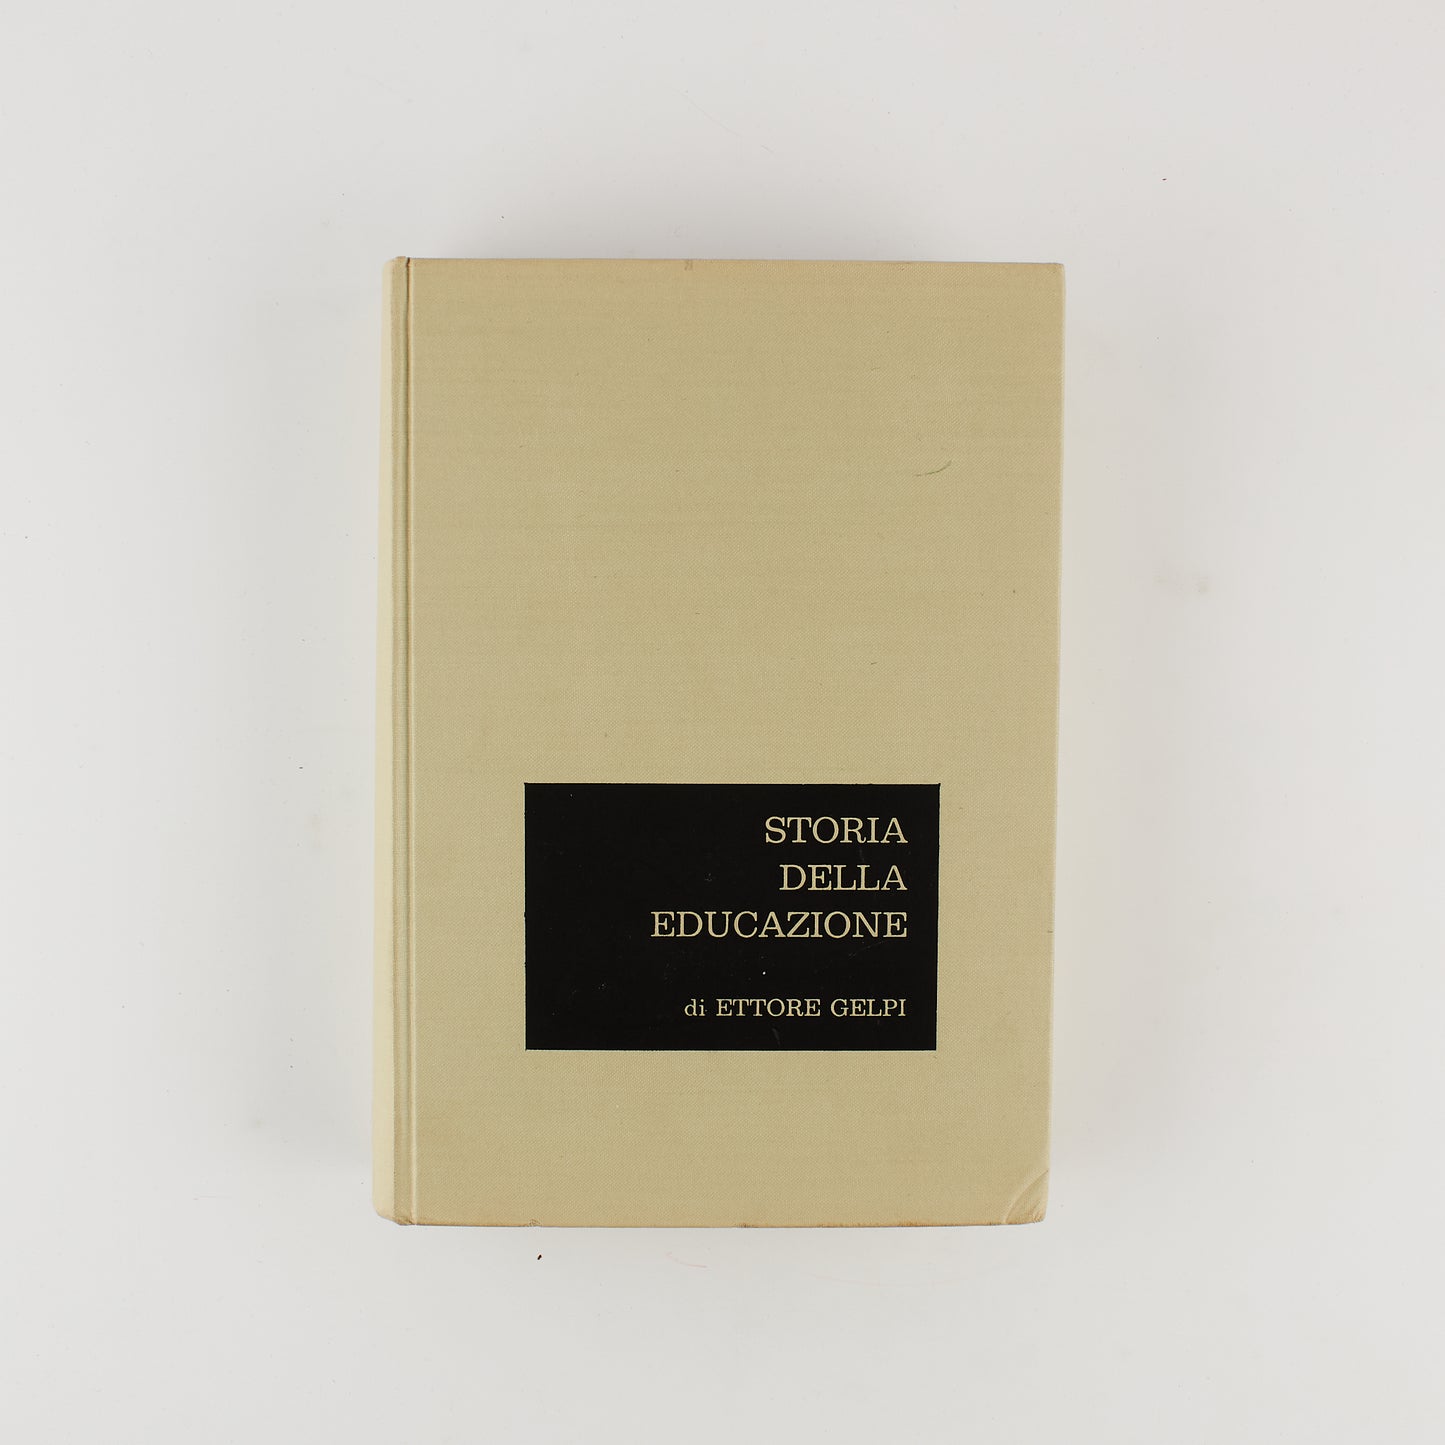 STORIA
DELLA
EDUCAZIONE
di ETTORE GELPI